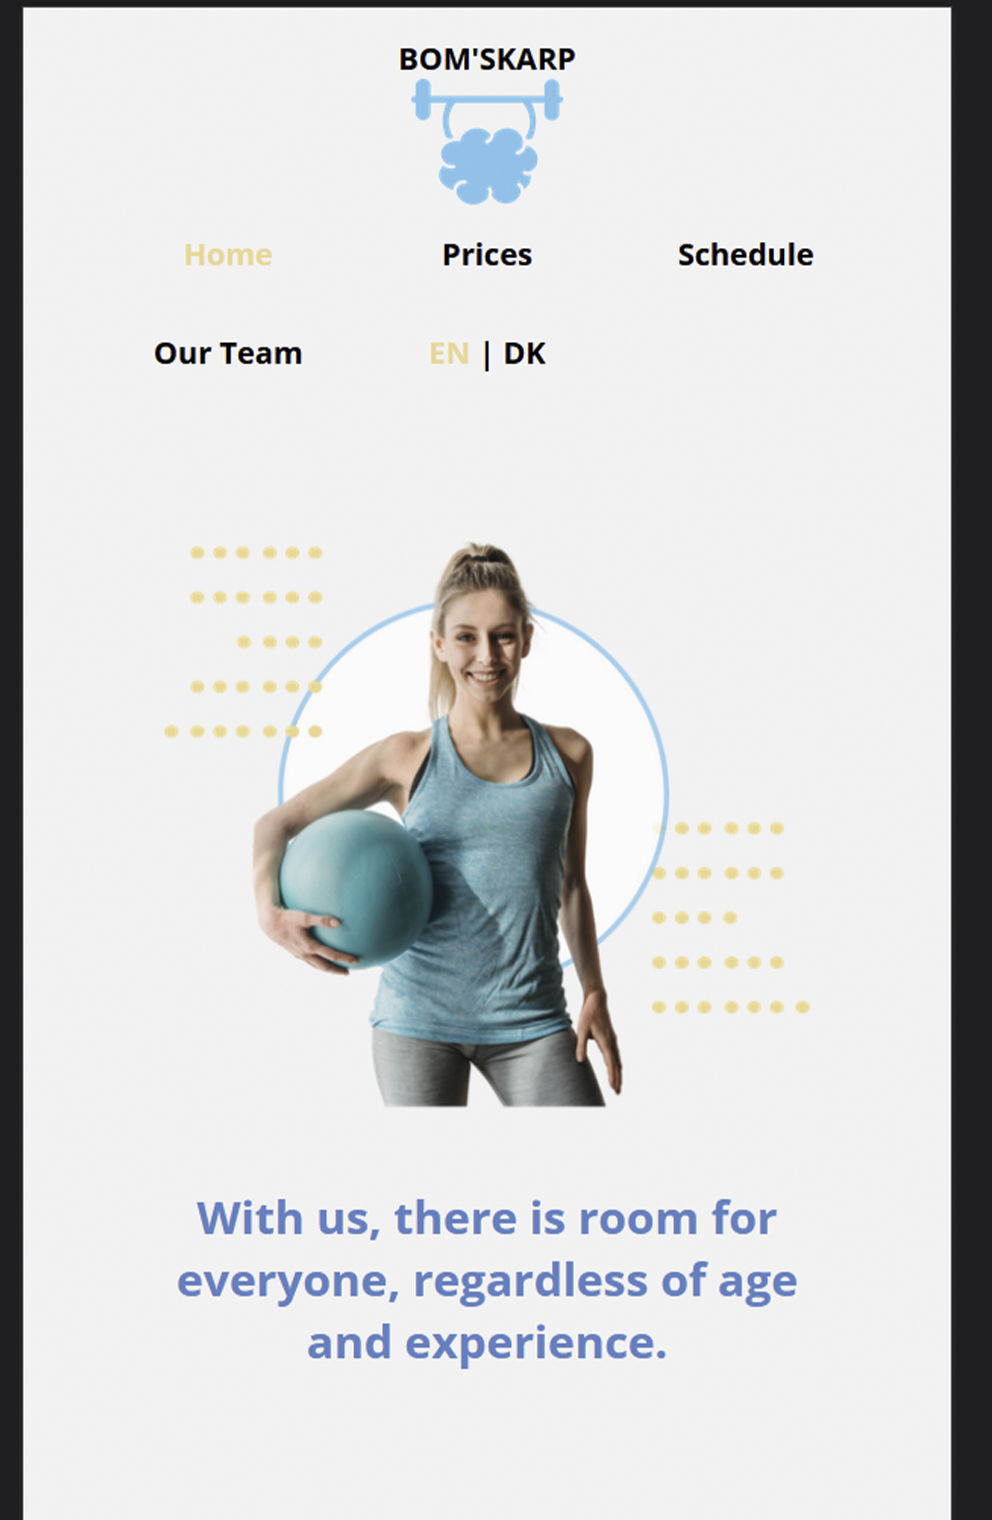 BOM'SKARP
Home Prices Schedule
Our Team EN | DK
With us, there is room for
everyone, regardless of age
and experience.